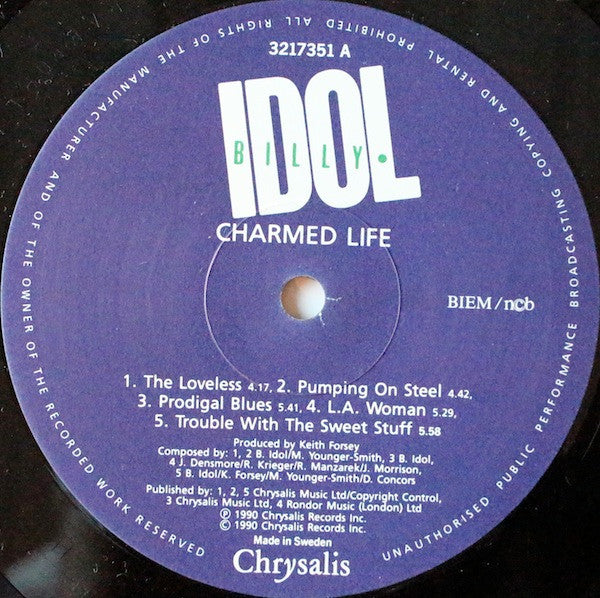 3217351 A
IDOL
BILLY.
CHARMED LIFE
BIEM/ncb
1. The Loveless 4.17, 2. Pumping On Steel 4.42,
3. Prodigal Blues 5.41, 4. L.A. Woman 5.29,
5. Trouble With The Sweet Stuff 5.58
Produced by Keith Forsey
Composed by: 1, 2 B. Idol/M. Younger-Smith, 3 B. Idol,
4 J. Densmore/R. Krieger/R. Manzarek/J. Morrison,
5 B. Idol/K. Forsey/M. Younger-Smith/D. Concors
Published by: 1, 2, 5 Chrysalis Music Ltd/Copyright Control,
3 Chrysalis Music Ltd, 4 Rondor Music (London) Ltd
Ⓟ 1990 Chrysalis Records Inc.
© 1990 Chrysalis Records Inc.
Made in Sweden
Chrysalis
ALL RIGHTS OF THE MANUFACTURER AND OF THE OWNER OF THE RECORDED WORK RESERVED
UNAUTHORISED PUBLIC PERFORMANCE BROADCASTING COPYING AND RENTAL PROHIBITED